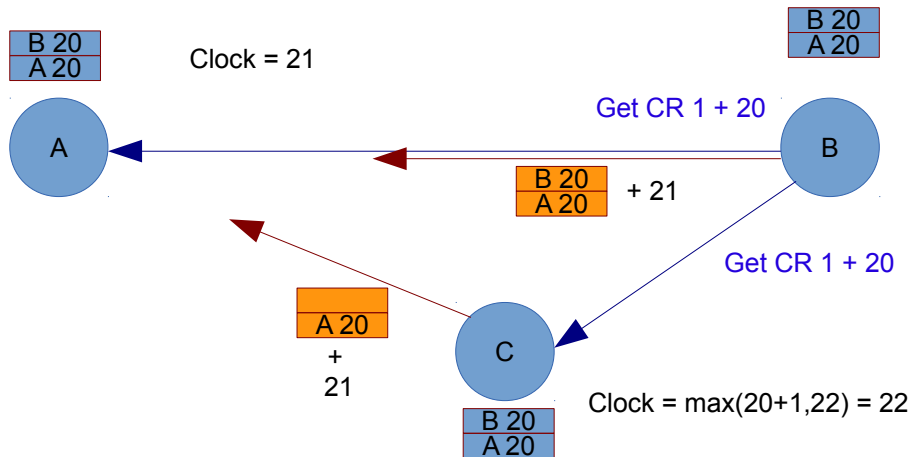 B 20
A 20
Clock = 21
B 20
A 20
Get CR 1 + 20
A
B
B 20
A 20
+ 21
Get CR 1 + 20
A 20
+
21
C
Clock = max(20+1,22) = 22
B 20
A 20